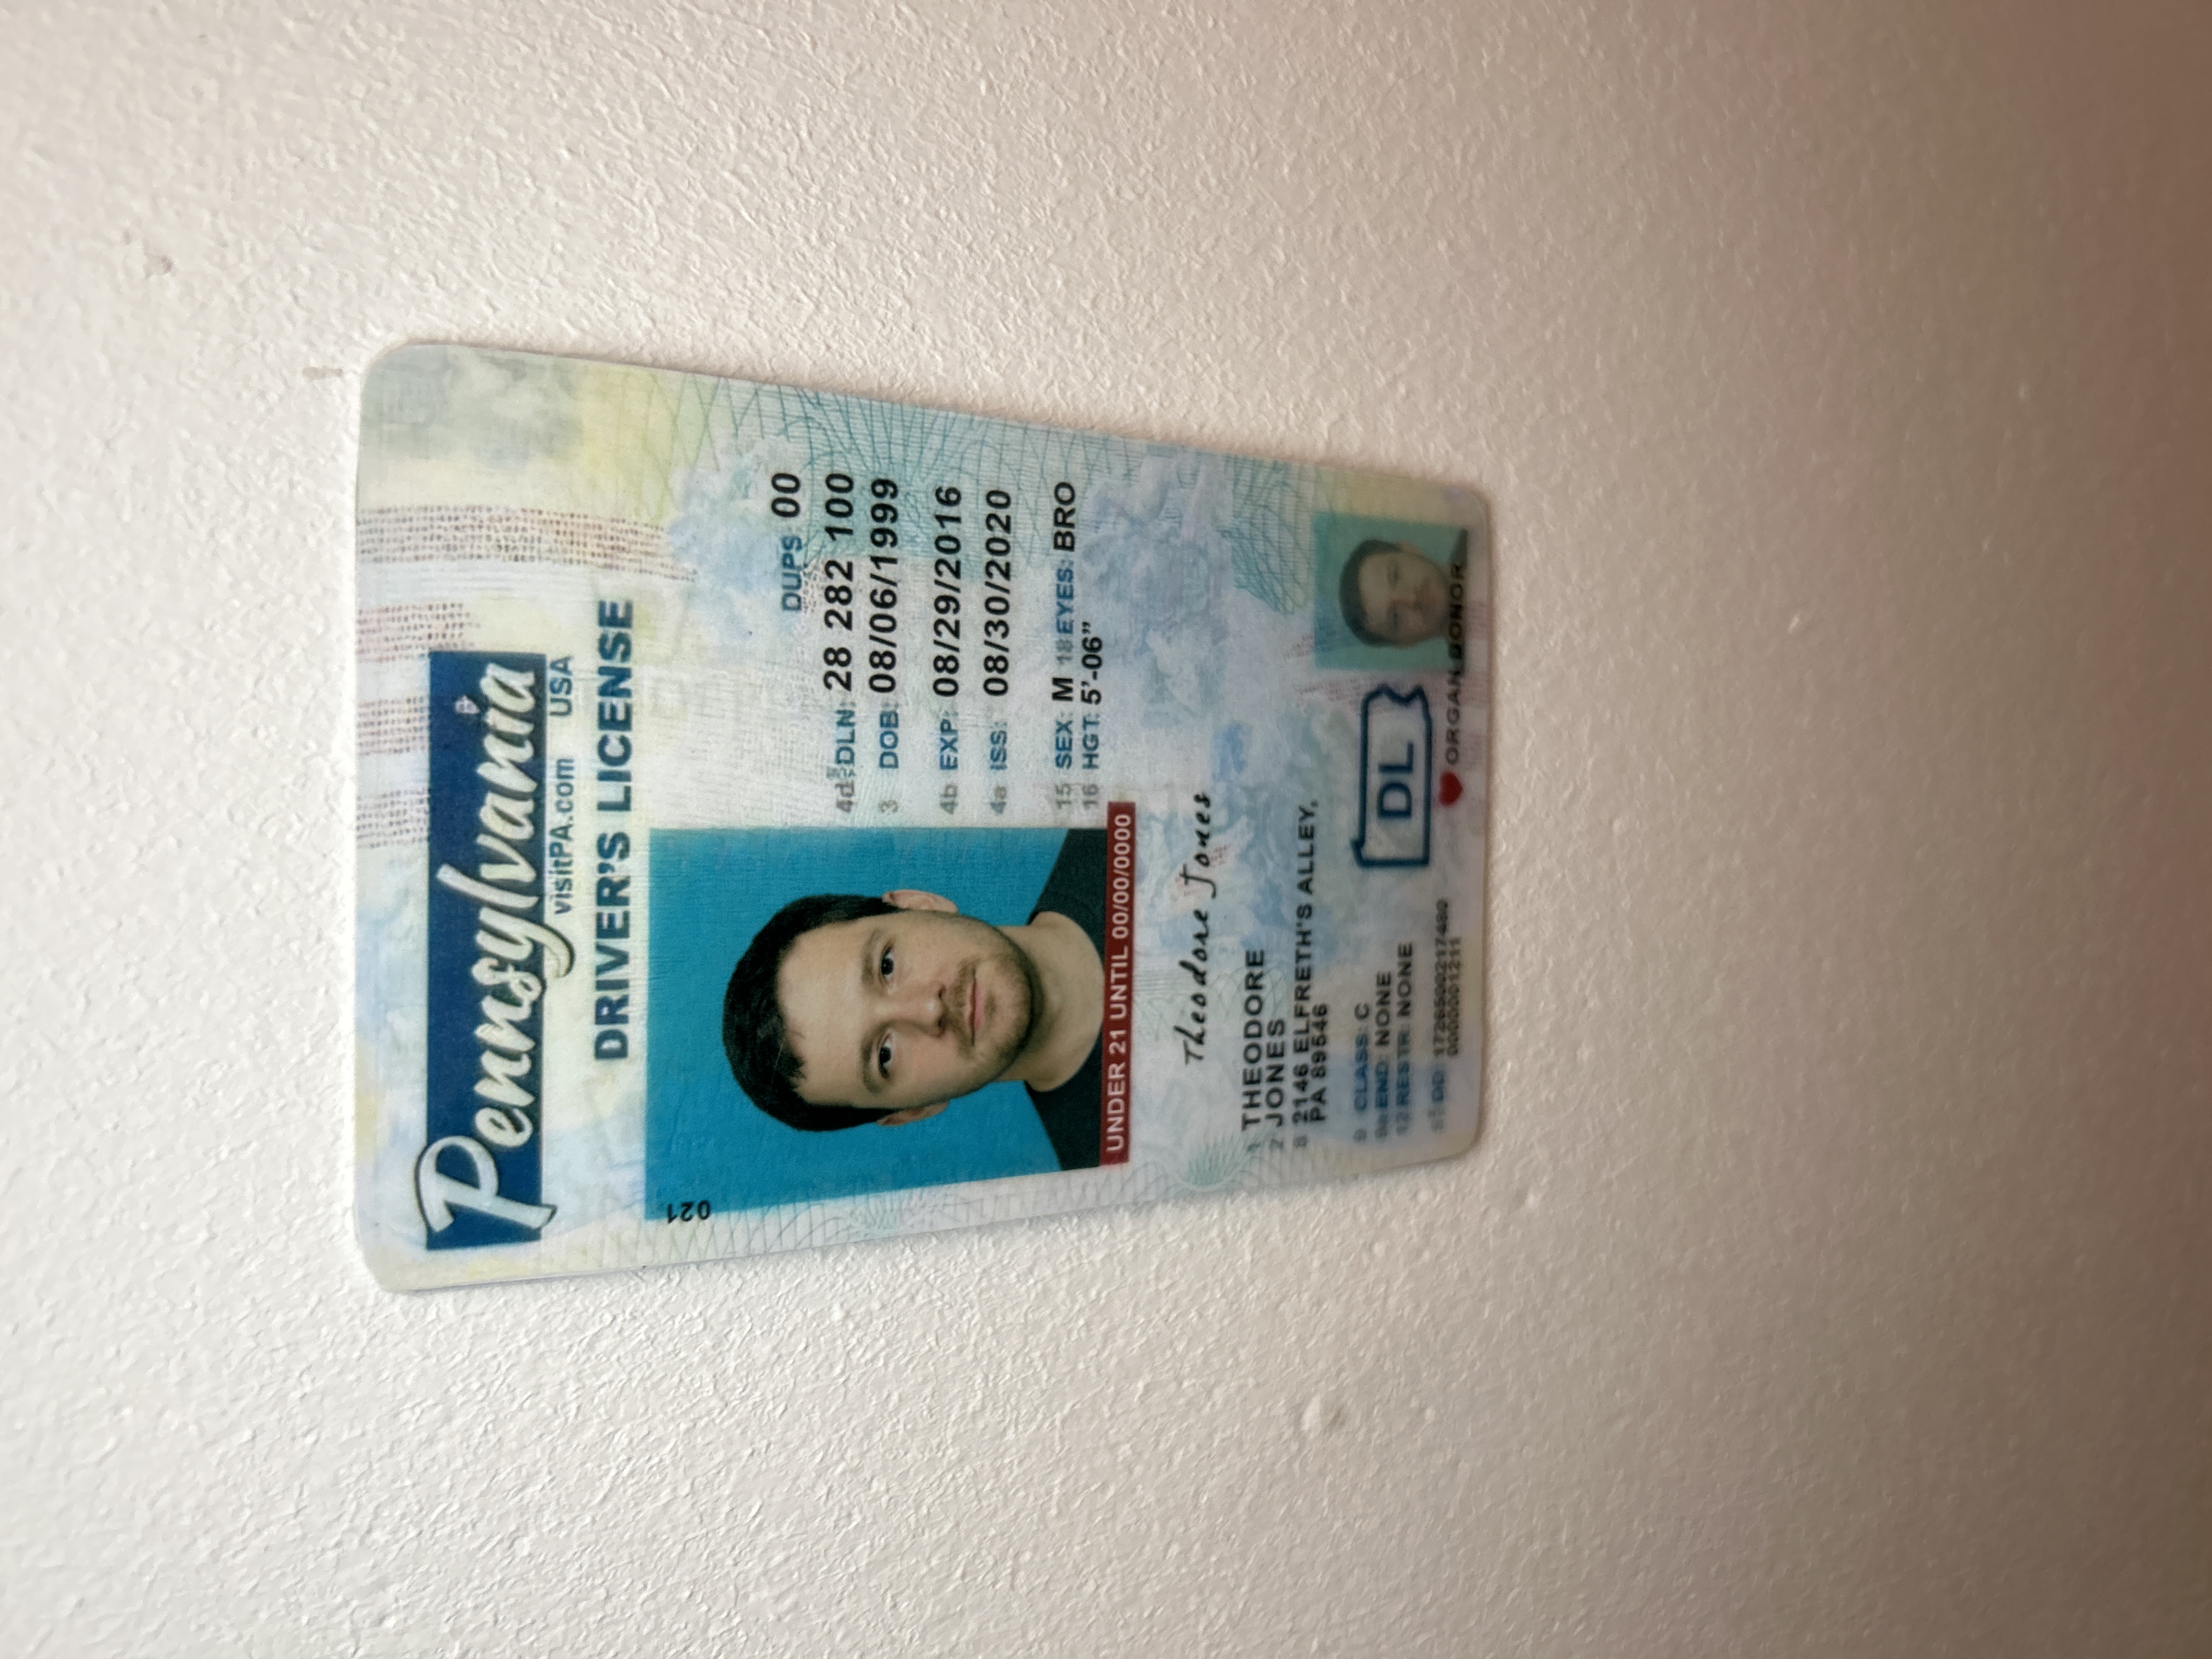 Pennsylvania
visitPA.com USA
DRIVER'S LICENSE
021
DUPS 00
4d DLN: 28 282 100
3 DOB: 08/06/1999
4b EXP: 08/29/2016
4a ISS: 08/30/2020
15 SEX: M 18 EYES: BRO
16 HGT: 5'-06"
UNDER 21 UNTIL 00/00/0000
Theodore Jones
1 THEODORE
2 JONES
8 2146 ELFRETH'S ALLEY,
PA 89546
9 CLASS: C
9a END: NONE
12 RESTR: NONE
DL
5 DD: 1726500217480
0000001211
ORGAN DONOR